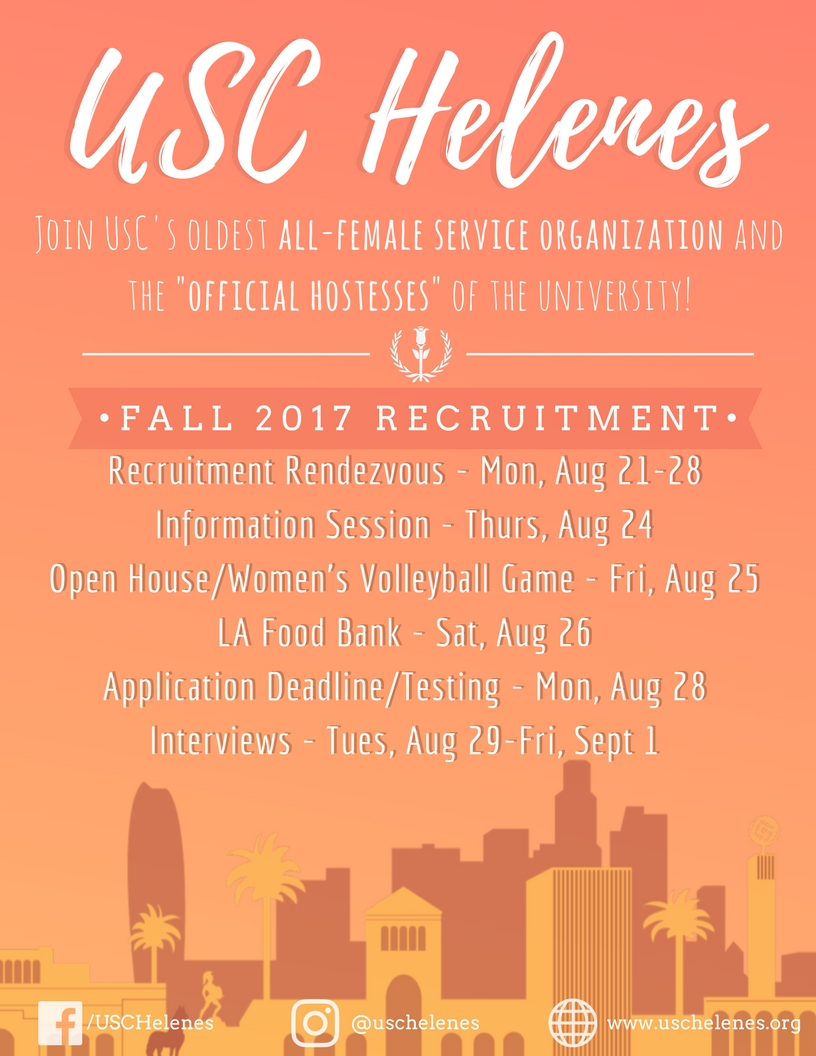 USC Helenes
JOIN USC'S OLDEST ALL-FEMALE SERVICE ORGANIZATION AND
THE "OFFICIAL HOSTESSES" OF THE UNIVERSITY!
•FALL 2017 RECRUITMENT•
Recruitment Rendezvous - Mon, Aug 21-28
Information Session - Thurs, Aug 24
Open House/Women's Volleyball Game - Fri, Aug 25
LA Food Bank - Sat, Aug 26
Application Deadline/Testing - Mon, Aug 28
Interviews - Tues, Aug 29-Fri, Sept 1
/USCHelenes @uschelenes www.uschelenes.org